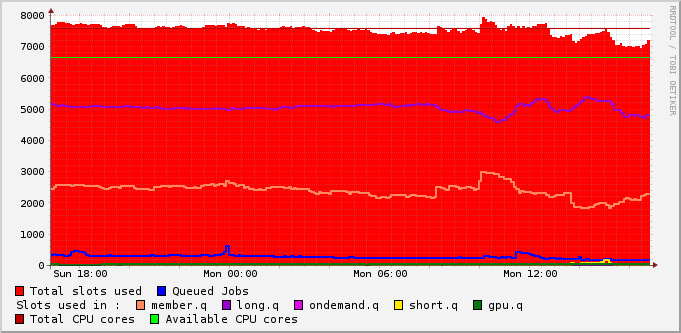 8000
7000
6000
5000
4000
3000
2000
1000
0
Sun 18:00 Mon 00:00 Mon 06:00 Mon 12:00
RRDTOOL / TOBI OETIKER
Total slots used Queued Jobs
Slots used in : member.q long.q ondemand.q short.q gpu.q
Total CPU cores Available CPU cores